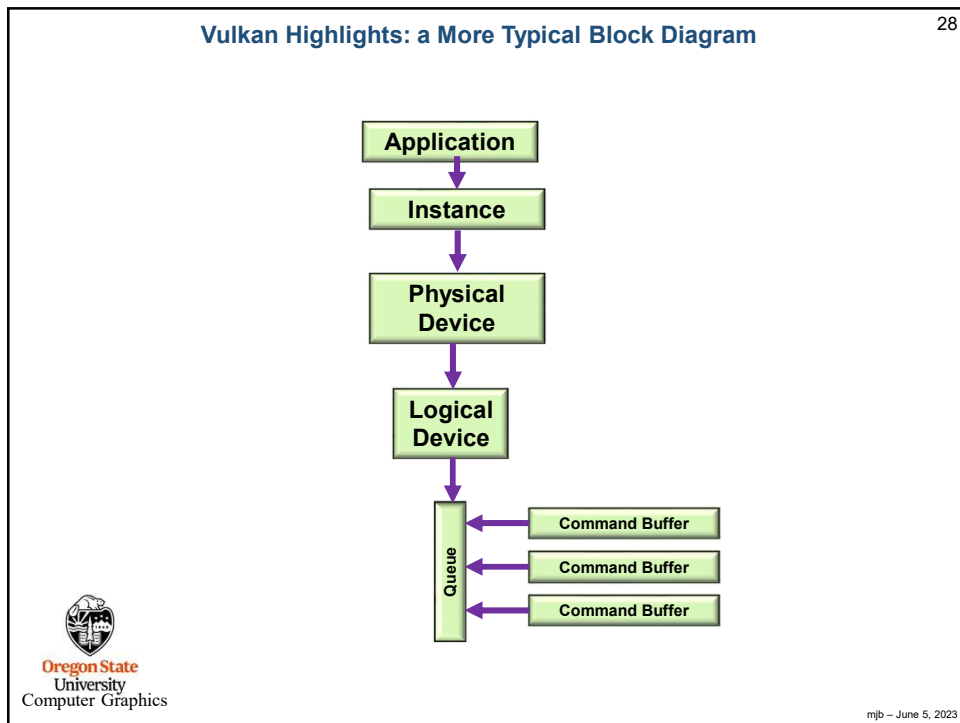 Vulkan Highlights: a More Typical Block Diagram
28
Application
Instance
Physical
Device
Logical
Device
Queue
Command Buffer
Command Buffer
Command Buffer
Oregon State
University
Computer Graphics
mjb – June 5, 2023